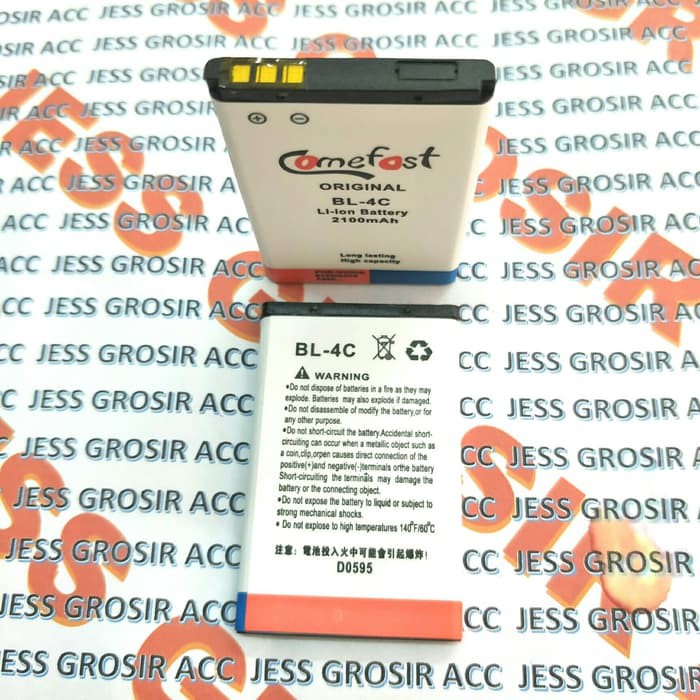 JESS GROSIR ACC
Comefast
ORIGINAL
BL-4C
Li-ion Battery
2100mAh
Long lasting
High capacity
BL-4C
WARNING
•Do not dispose of batteries in a fire as they may
explode. Batteries may also explode if damaged.
•Do not disassemble of modify the battery,or for
any other purpose.
•Do not short-circuit the battery.Accidental short-
circuiting can occur when a metallic object such as
a coin,clip,orpen causes direct connection of the
positive(+)and negative(-)terminals orthe battery
Short-circuiting the terminals may damage the
battery or the connecting object.
•Do not expose the battery to liquid or subject to
strong mechanical shocks.
• Do not expose to high temperatures 140°F/60°C
注意：電池投入火中可能會引起爆炸!
D0595